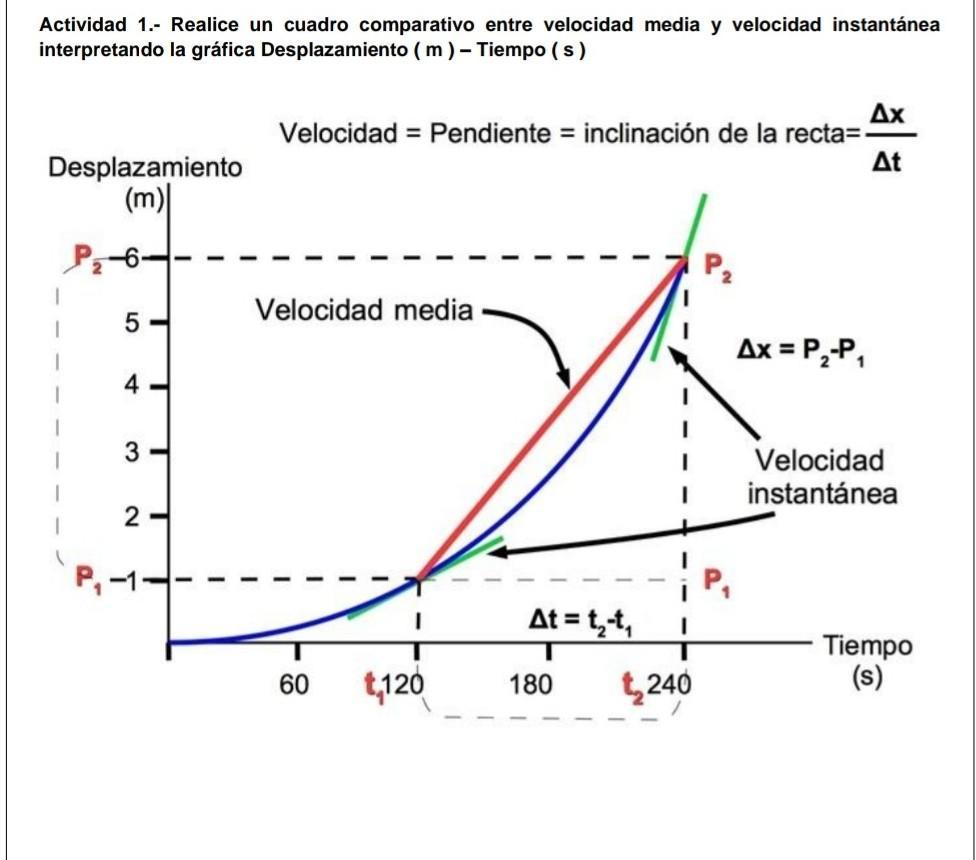 Actividad 1.- Realice un cuadro comparativo entre velocidad media y velocidad instantánea
interpretando la gráfica Desplazamiento ( m ) – Tiempo ( s )
Velocidad = Pendiente = inclinación de la recta= Δx
Δt
Desplazamiento
(m)
P₂ 6
P₂
Velocidad media
5
Δx = P₂-P₁
4
3
Velocidad
instantánea
2
P₁ 1
P₁
Δt = t₂-t₁
Tiempo
(s)
60 t₁ 120 180 t₂ 240